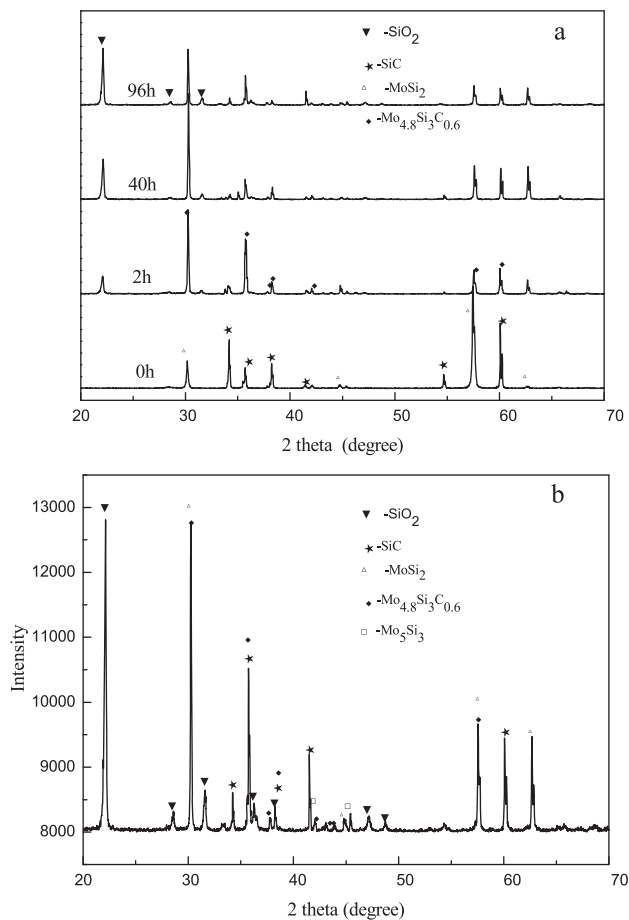 a
▼ -SiO2
★ -SiC
△ -MoSi2
◆ -Mo4.8Si3C0.6
96h
40h
2h
0h
20 30 40 50 60 70
2 theta (degree)
b
▼ -SiO2
★ -SiC
△ -MoSi2
◆ -Mo4.8Si3C0.6
□ -Mo5Si3
Intensity
13000
12000
11000
10000
9000
8000
20 30 40 50 60 70
2 theta (degree)